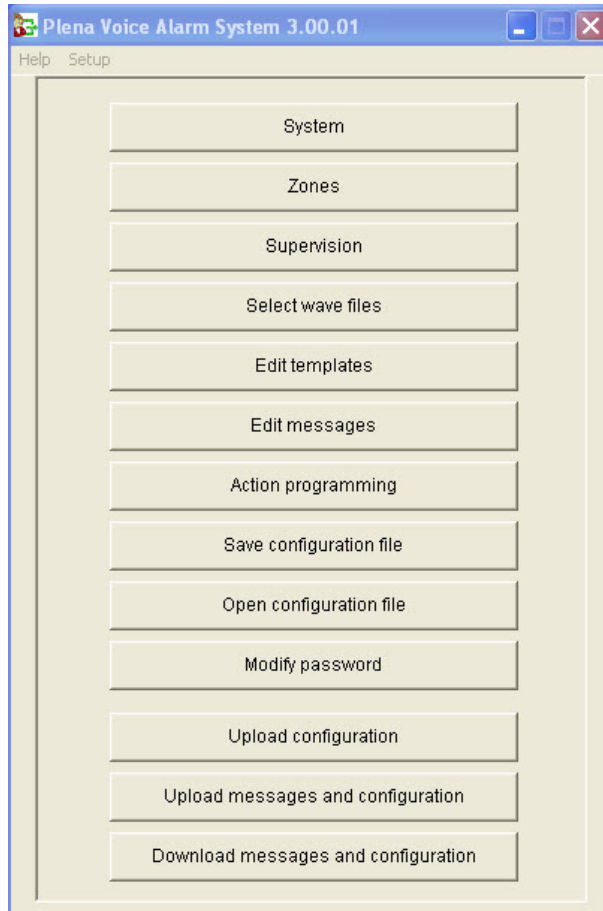 Plena Voice Alarm System 3.00.01
Help Setup
System
Zones
Supervision
Select wave files
Edit templates
Edit messages
Action programming
Save configuration file
Open configuration file
Modify password
Upload configuration
Upload messages and configuration
Download messages and configuration